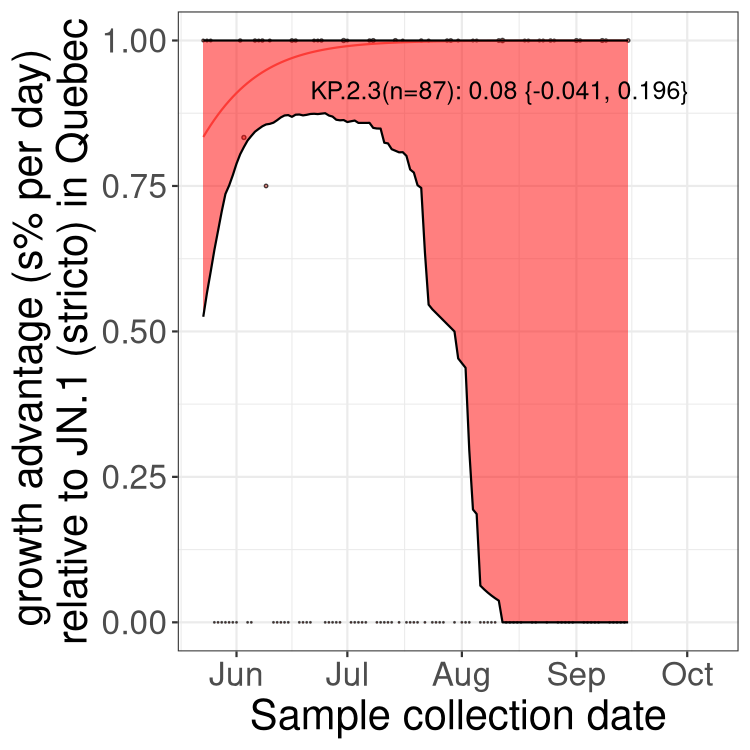 growth advantage (s% per day)
relative to JN.1 (stricto) in Quebec
1.00
0.75
0.50
0.25
0.00
KP.2.3(n=87): 0.08 {-0.041, 0.196}
Jun Jul Aug Sep Oct
Sample collection date